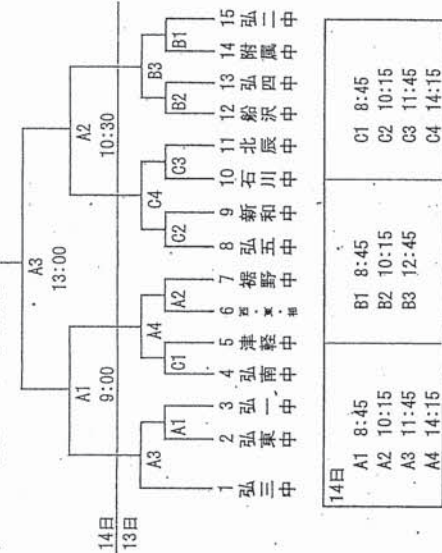 A3
13:00
A1
9:00
A2
10:30
14日
13日
A3
A4
C4
B3
A1
C1
A2
C2
C3
B2
B1
1 弘三中
2 弘東中
3 弘一中
4 弘南中
5 津軽中
6 西・東・相
7 裾野中
8 弘五中
9 新和中
10 石川中
11 北辰中
12 船沢中
13 弘四中
14 附属中
15 弘二中
14日
A1 8:45
A2 10:15
A3 11:45
A4 14:15
B1 8:45
B2 10:15
B3 12:45
C1 8:45
C2 10:15
C3 11:45
C4 14:15